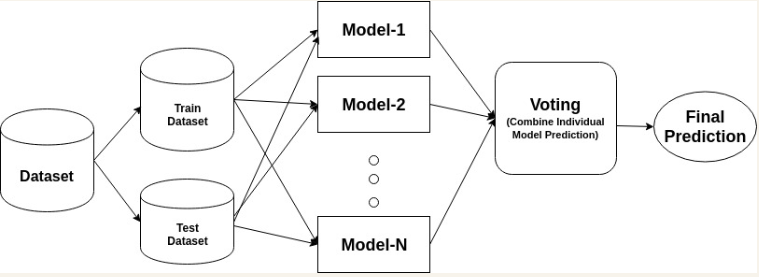 Dataset
Train
Dataset
Test
Dataset
Model-1
Model-2
Model-N
Voting
(Combine Individual
Model Prediction)
Final
Prediction